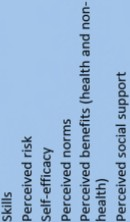 Skills
Perceived risk
Self-efficacy
Perceived norms
Perceived benefits (health and non-
health)
Perceived social support